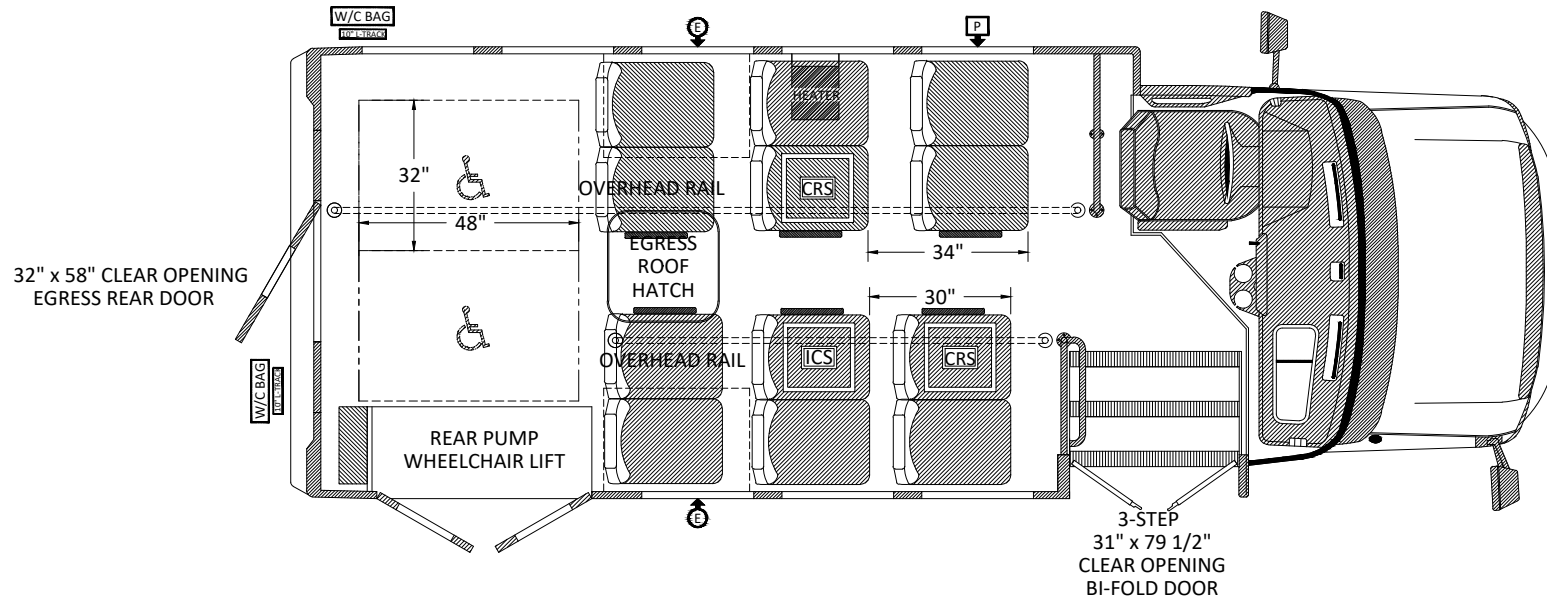 W/C BAG
10" L-TRACK
E
P
HEATER
32"
OVERHEAD RAIL
CRS
48"
EGRESS
ROOF
HATCH
34"
32" x 58" CLEAR OPENING
EGRESS REAR DOOR
30"
OVERHEAD RAIL
ICS
CRS
W/C BAG
10" L-TRACK
REAR PUMP
WHEELCHAIR LIFT
E
3-STEP
31" x 79 1/2"
CLEAR OPENING
BI-FOLD DOOR